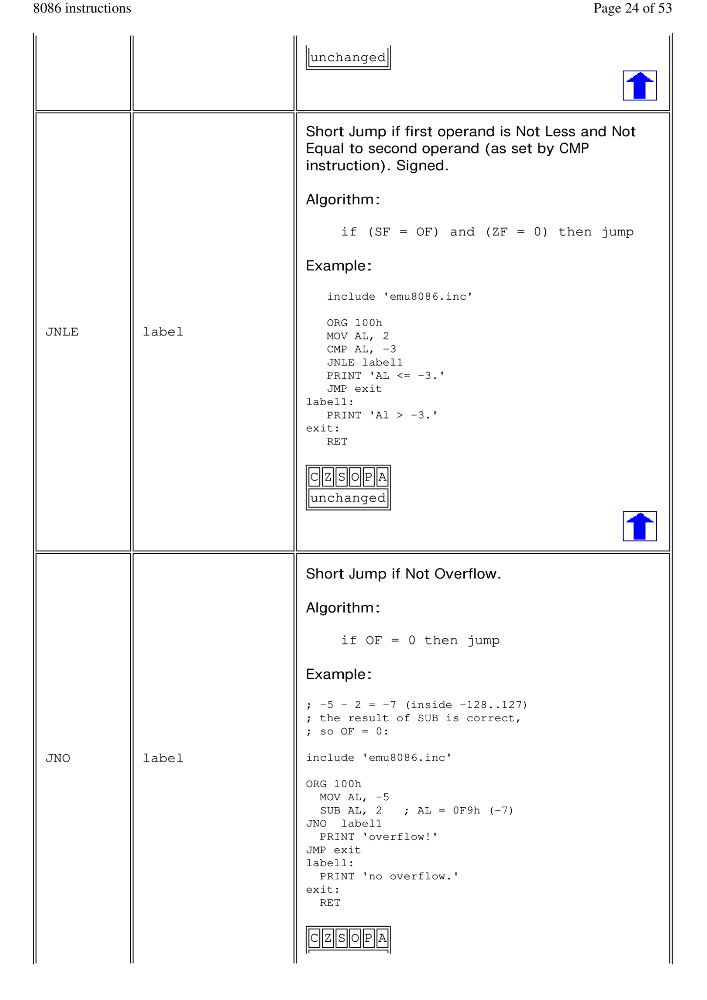 8086 instructions Page 24 of 53
unchanged
Short Jump if first operand is Not Less and Not
Equal to second operand (as set by CMP
instruction). Signed.
Algorithm:
if (SF = OF) and (ZF = 0) then jump
Example:
include 'emu8086.inc'
ORG 100h
JNLE label
MOV AL, 2
CMP AL, -3
JNLE label1
PRINT 'AL <= -3.'
JMP exit
label1:
PRINT 'Al > -3.'
exit:
RET
C Z S O P A
unchanged
Short Jump if Not Overflow.
Algorithm:
if OF = 0 then jump
Example:
; -5 - 2 = -7 (inside -128..127)
; the result of SUB is correct,
; so OF = 0:
JNO label
include 'emu8086.inc'
ORG 100h
MOV AL, -5
SUB AL, 2 ; AL = 0F9h (-7)
JNO label1
PRINT 'overflow!'
JMP exit
label1:
PRINT 'no overflow.'
exit:
RET
C Z S O P A